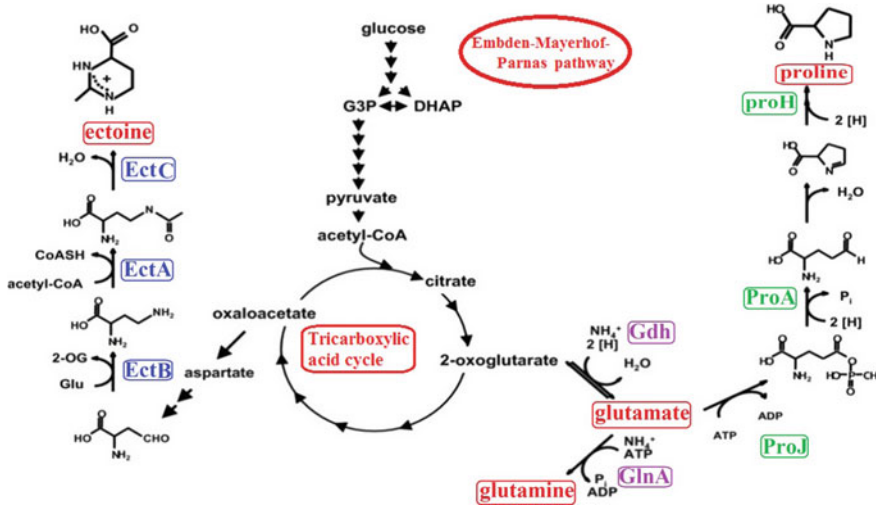 glucose
Embden-Mayerhof-
Parnas pathway
G3P
DHAP
pyruvate
acetyl-CoA
citrate
2-oxoglutarate
oxaloacetate
Tricarboxylic
acid cycle
aspartate
HO
O
HN
+
N
H
ectoine
H₂O
EctC
O
HO
NH₂
N
O
CoASH
acetyl-CoA
EctA
O
HO
NH₂
NH₂
2-OG
Glu
EctB
O
HO
CHO
NH₂
NH₄⁺
2 [H]
Gdh
H₂O
glutamate
NH₄⁺
ATP
Pᵢ
ADP
GlnA
glutamine
ATP
ADP
ProJ
HO
O
O
NH₂
O
HO
P
O
ProA
Pᵢ
2 [H]
O
HO
NH₂
O
H
H₂O
HO
O
N
proH
2 [H]
proline
HO
O
N
H